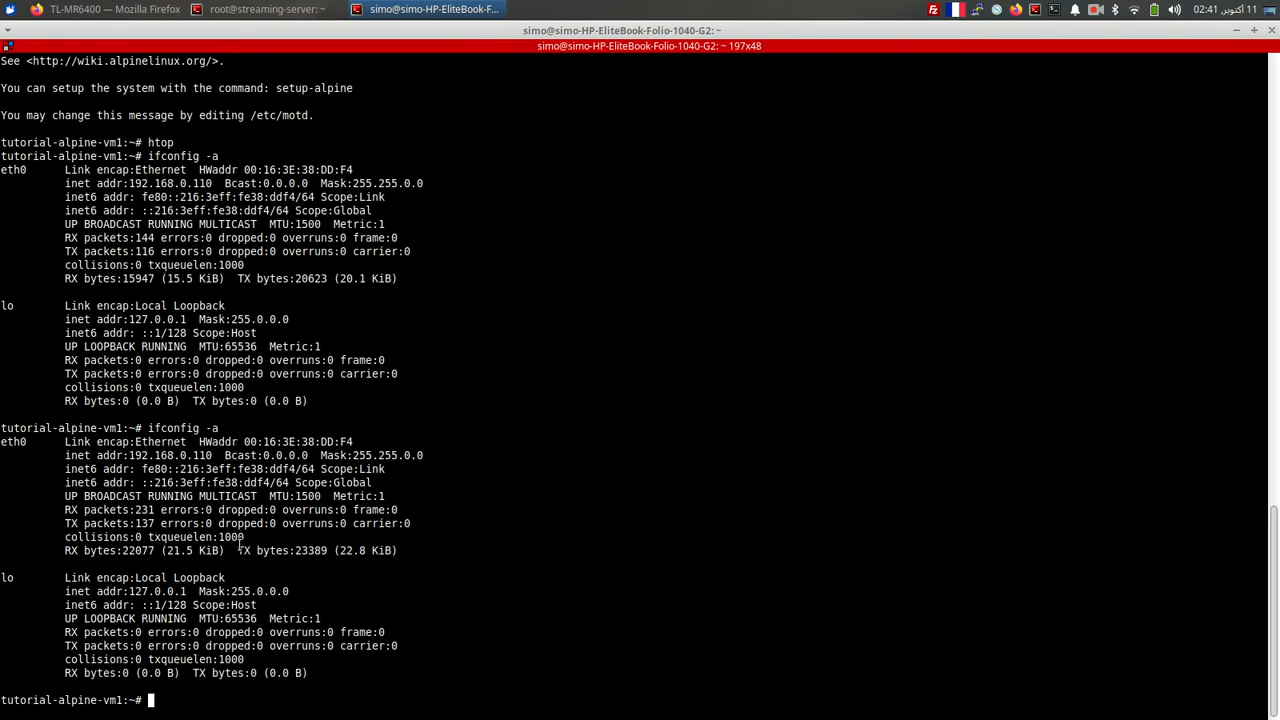 TL-MR6400 — Mozilla Firefox
root@streaming-server: ~
simo@simo-HP-EliteBook-F...
02:41 أكتوبر, 11
simo@simo-HP-EliteBook-Folio-1040-G2: ~
simo@simo-HP-EliteBook-Folio-1040-G2: ~ 197x48
See <http://wiki.alpinelinux.org/>.
You can setup the system with the command: setup-alpine
You may change this message by editing /etc/motd.
tutorial-alpine-vm1:~# htop
tutorial-alpine-vm1:~# ifconfig -a
eth0      Link encap:Ethernet  HWaddr 00:16:3E:38:DD:F4
inet addr:192.168.0.110  Bcast:0.0.0.0  Mask:255.255.0.0
inet6 addr: fe80::216:3eff:fe38:ddf4/64 Scope:Link
inet6 addr: ::216:3eff:fe38:ddf4/64 Scope:Global
UP BROADCAST RUNNING MULTICAST  MTU:1500  Metric:1
RX packets:144 errors:0 dropped:0 overruns:0 frame:0
TX packets:116 errors:0 dropped:0 overruns:0 carrier:0
collisions:0 txqueuelen:1000
RX bytes:15947 (15.5 KiB)  TX bytes:20623 (20.1 KiB)
lo        Link encap:Local Loopback
inet addr:127.0.0.1  Mask:255.0.0.0
inet6 addr: ::1/128 Scope:Host
UP LOOPBACK RUNNING  MTU:65536  Metric:1
RX packets:0 errors:0 dropped:0 overruns:0 frame:0
TX packets:0 errors:0 dropped:0 overruns:0 carrier:0
collisions:0 txqueuelen:1000
RX bytes:0 (0.0 B)  TX bytes:0 (0.0 B)
tutorial-alpine-vm1:~# ifconfig -a
eth0      Link encap:Ethernet  HWaddr 00:16:3E:38:DD:F4
inet addr:192.168.0.110  Bcast:0.0.0.0  Mask:255.255.0.0
inet6 addr: fe80::216:3eff:fe38:ddf4/64 Scope:Link
inet6 addr: ::216:3eff:fe38:ddf4/64 Scope:Global
UP BROADCAST RUNNING MULTICAST  MTU:1500  Metric:1
RX packets:231 errors:0 dropped:0 overruns:0 frame:0
TX packets:137 errors:0 dropped:0 overruns:0 carrier:0
collisions:0 txqueuelen:1000
RX bytes:22077 (21.5 KiB)  TX bytes:23389 (22.8 KiB)
lo        Link encap:Local Loopback
inet addr:127.0.0.1  Mask:255.0.0.0
inet6 addr: ::1/128 Scope:Host
UP LOOPBACK RUNNING  MTU:65536  Metric:1
RX packets:0 errors:0 dropped:0 overruns:0 frame:0
TX packets:0 errors:0 dropped:0 overruns:0 carrier:0
collisions:0 txqueuelen:1000
RX bytes:0 (0.0 B)  TX bytes:0 (0.0 B)
tutorial-alpine-vm1:~#